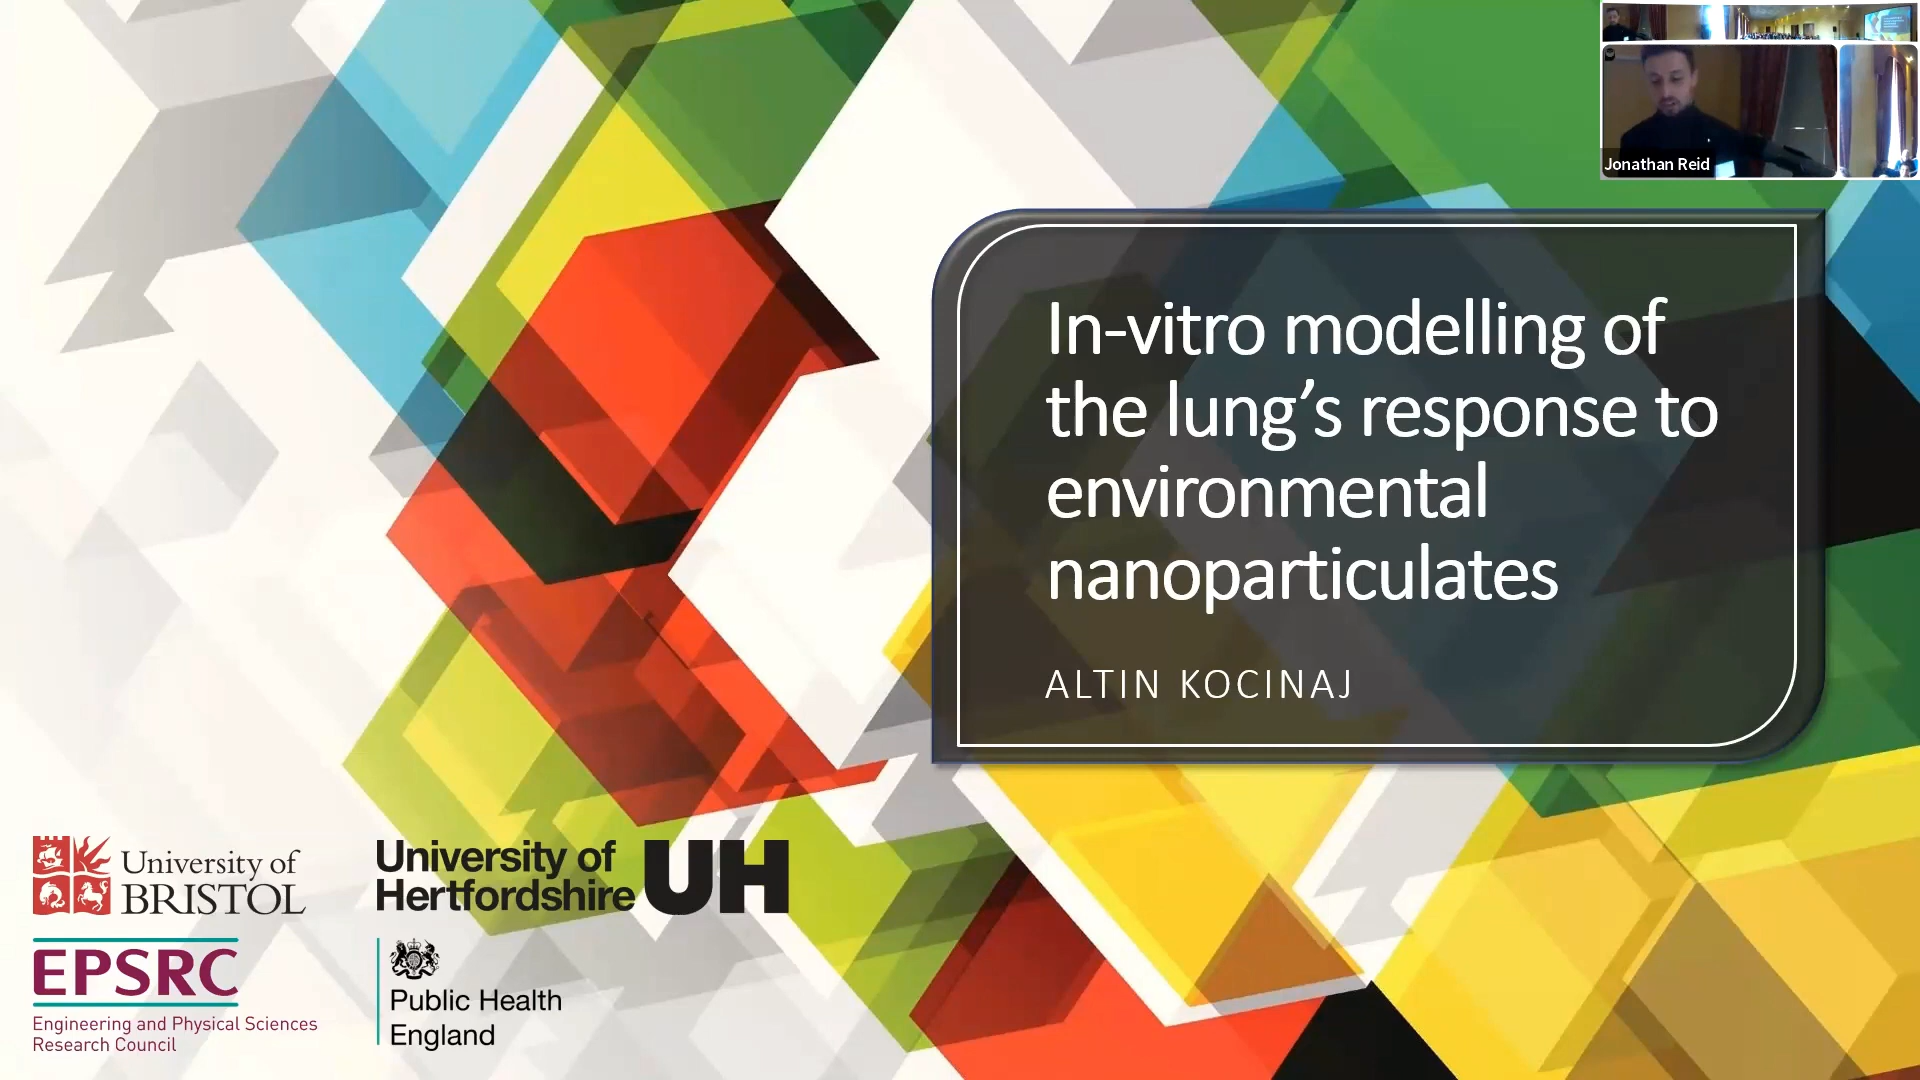 Jonathan Reid
In-vitro modelling of
the lung’s response to
environmental
nanoparticulates
ALTIN KOCINAJ
University of
BRISTOL
University of
Hertfordshire UH
EPSRC
Engineering and Physical Sciences
Research Council
Public Health
England